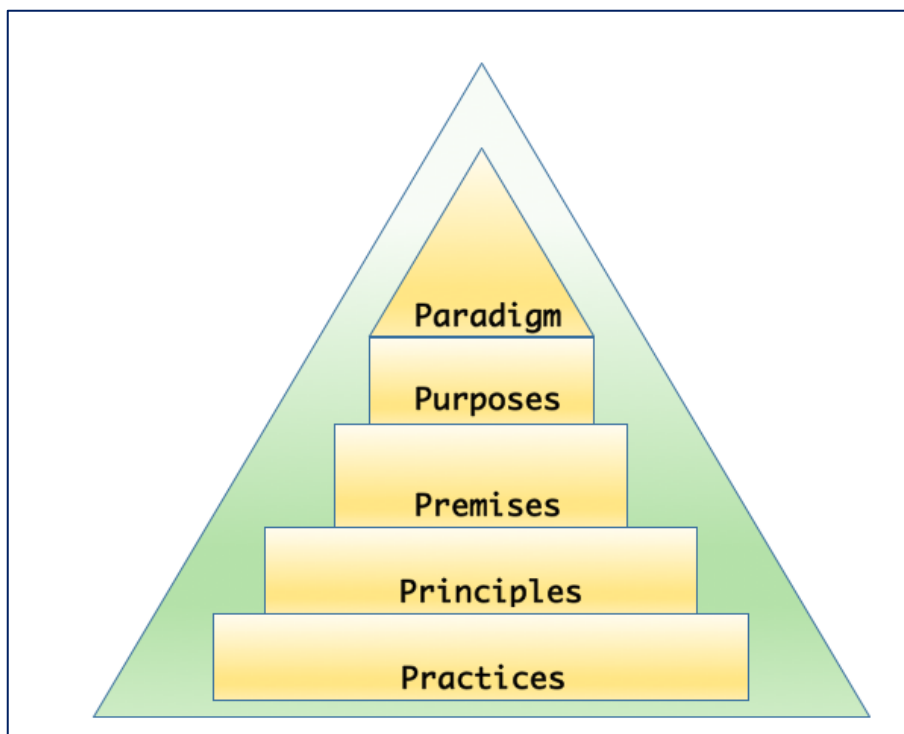 Paradigm
Purposes
Premises
Principles
Practices